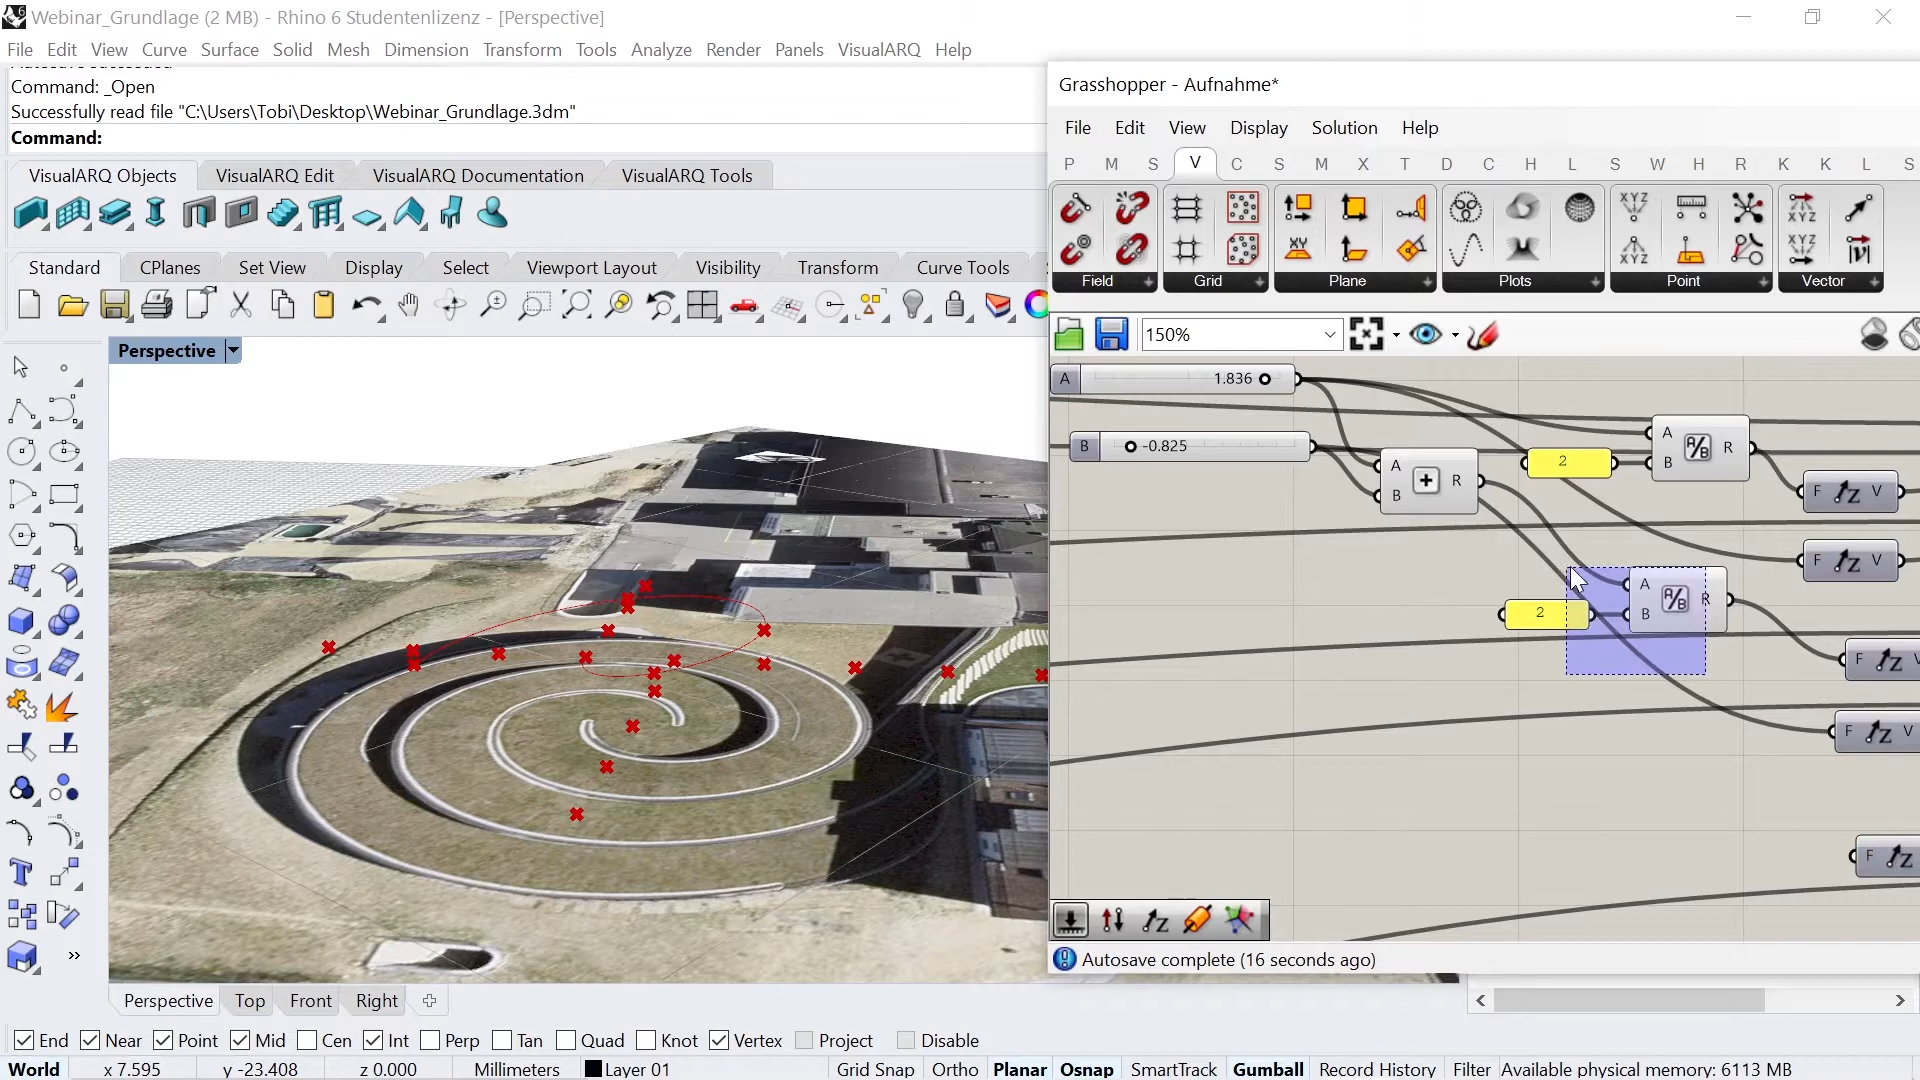 Webinar_Grundlage (2 MB) - Rhino 6 Studentenlizenz - [Perspective]
File Edit View Curve Surface Solid Mesh Dimension Transform Tools Analyze Render Panels VisualARQ Help
Command: _Open
Successfully read file "C:\Users\Tobi\Desktop\Webinar_Grundlage.3dm"
Command:
VisualARQ Objects VisualARQ Edit VisualARQ Documentation VisualARQ Tools
Standard CPlanes Set View Display Select Viewport Layout Visibility Transform Curve Tools
Perspective
Grasshopper - Aufnahme*
File Edit View Display Solution Help
P M S V C S M X T D C H L S W H R K K L S
Field Grid Plane Plots Point Vector
150%
A 1.836
B -0.825
A B R
2
A B A/B R
F V
F V
2
A B A/B R
F V
F V
F
Autosave complete (16 seconds ago)
Perspective Top Front Right
End Near Point Mid Cen Int Perp Tan Quad Knot Vertex Project Disable
World x 7.595 y -23.408 z 0.000 Millimeters Layer 01 Grid Snap Ortho Planar Osnap SmartTrack Gumball Record History Filter Available physical memory: 6113 MB